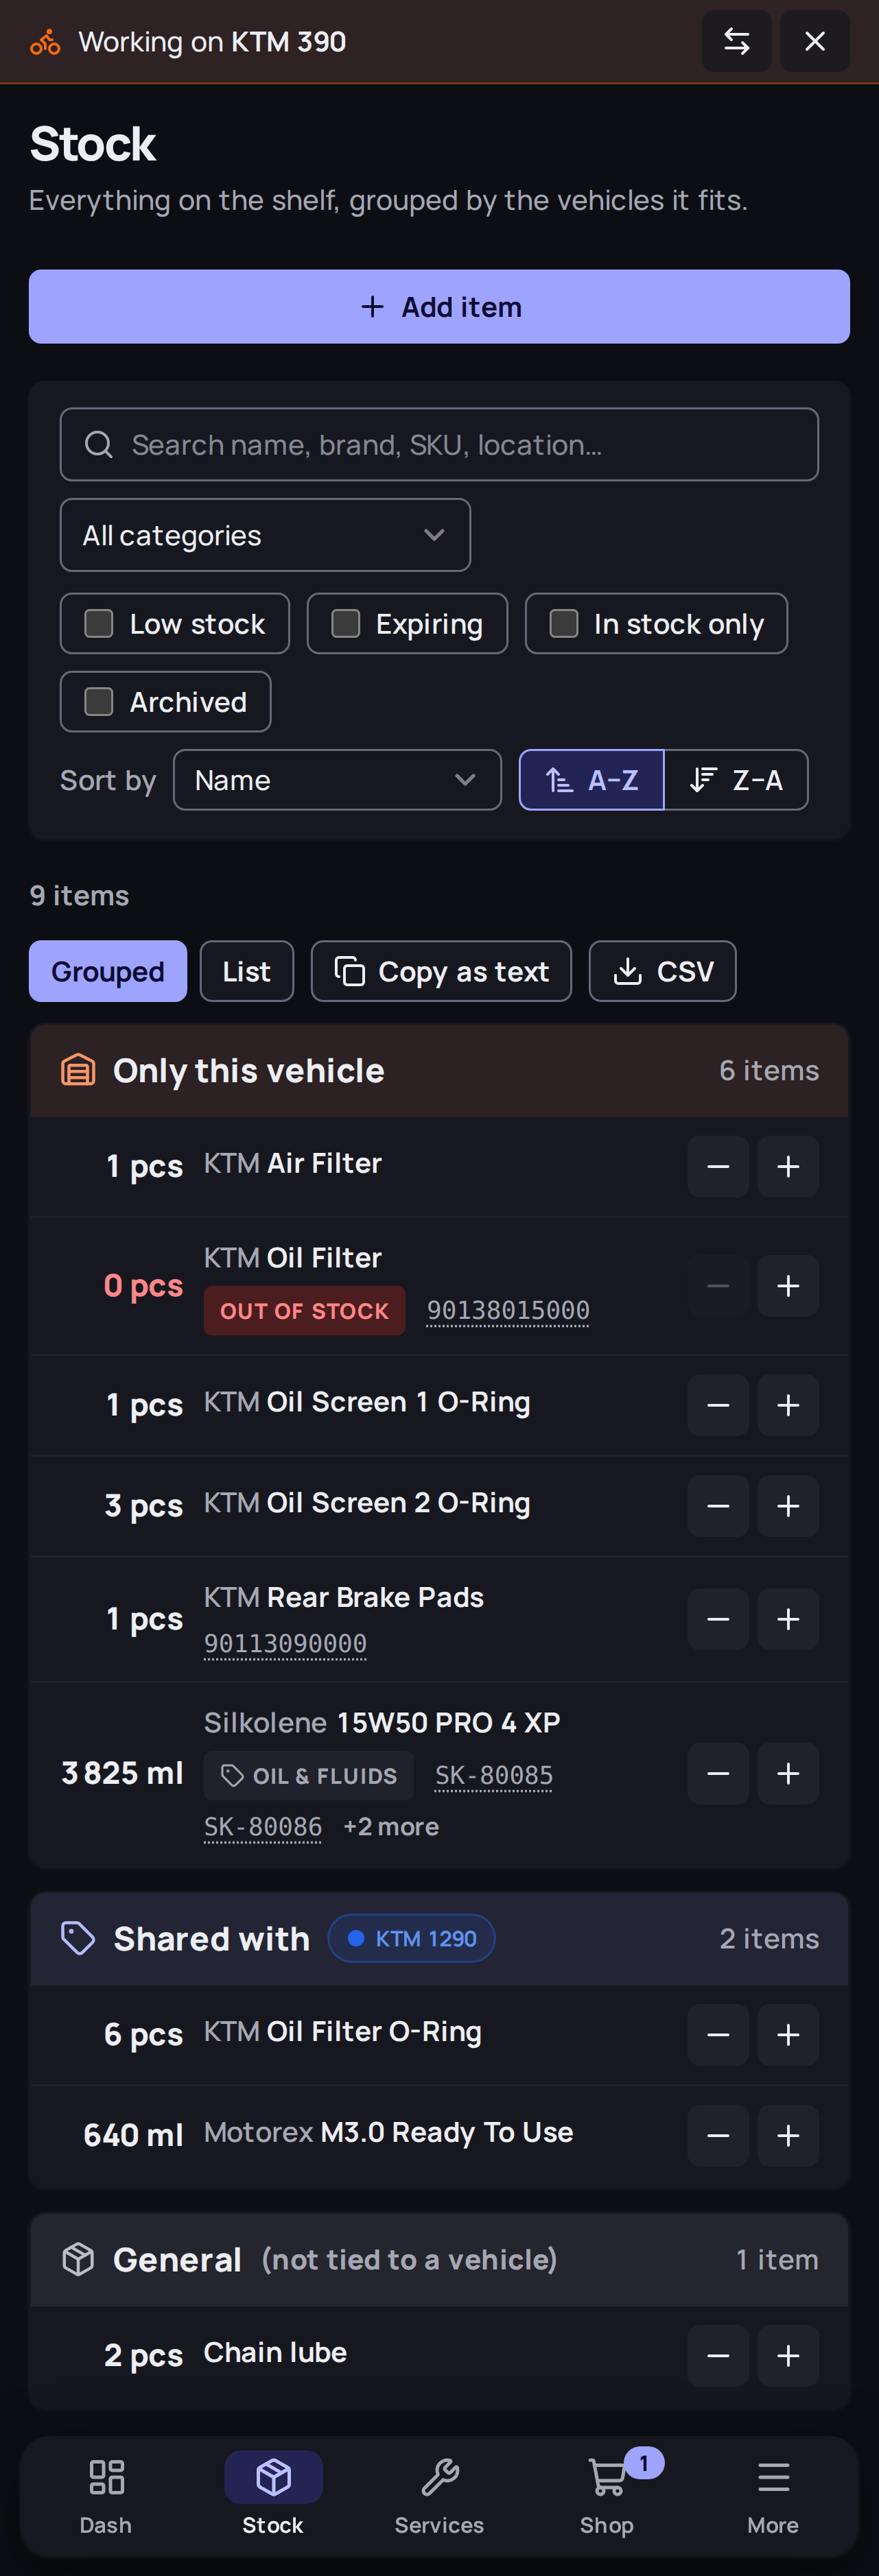 Working on KTM 390
Stock
Everything on the shelf, grouped by the vehicles it fits.
Add item
Search name, brand, SKU, location…
All categories
Low stock
Expiring
In stock only
Archived
Sort by
Name
A–Z
Z–A
9 items
Grouped
List
Copy as text
CSV
Only this vehicle
6 items
1 pcs
KTM Air Filter
0 pcs
KTM Oil Filter
OUT OF STOCK
90138015000
1 pcs
KTM Oil Screen 1 O-Ring
3 pcs
KTM Oil Screen 2 O-Ring
1 pcs
KTM Rear Brake Pads
90113090000
3 825 ml
Silkolene 15W50 PRO 4 XP
OIL & FLUIDS
SK-80085
SK-80086
+2 more
Shared with
KTM 1290
2 items
6 pcs
KTM Oil Filter O-Ring
640 ml
Motorex M3.0 Ready To Use
General (not tied to a vehicle)
1 item
2 pcs
Chain lube
1
Dash
Stock
Services
Shop
More